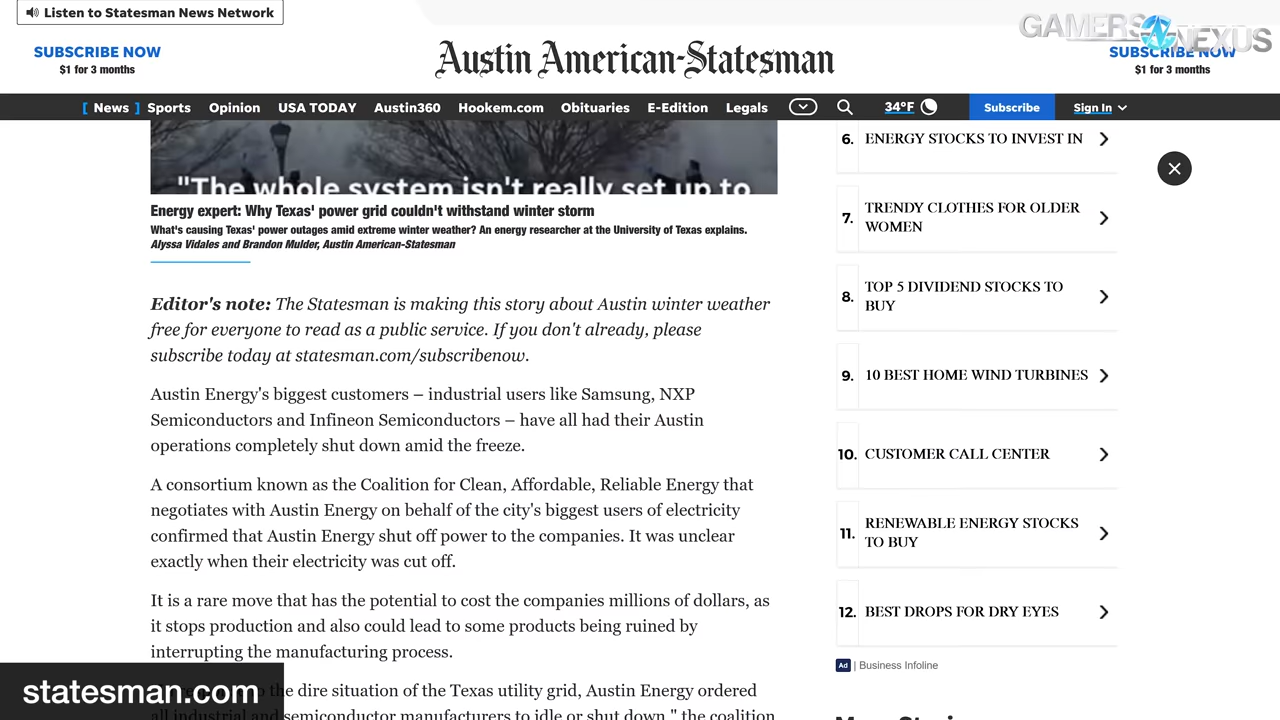 Listen to Statesman News Network
GAMERS NEXUS
SUBSCRIBE NOW
$1 for 3 months
Austin American-Statesman
SUBSCRIBE NOW
$1 for 3 months
[ News ] Sports Opinion USA TODAY Austin360 Hookem.com Obituaries E-Edition Legals 34°F Subscribe Sign In
"The whole system isn't really set up to
Energy expert: Why Texas' power grid couldn't withstand winter storm
What's causing Texas' power outages amid extreme winter weather? An energy researcher at the University of Texas explains.
Alyssa Vidales and Brandon Mulder, Austin American-Statesman
Editor's note: The Statesman is making this story about Austin winter weather
free for everyone to read as a public service. If you don't already, please
subscribe today at statesman.com/subscribenow.
Austin Energy's biggest customers – industrial users like Samsung, NXP
Semiconductors and Infineon Semiconductors – have all had their Austin
operations completely shut down amid the freeze.
A consortium known as the Coalition for Clean, Affordable, Reliable Energy that
negotiates with Austin Energy on behalf of the city's biggest users of electricity
confirmed that Austin Energy shut off power to the companies. It was unclear
exactly when their electricity was cut off.
It is a rare move that has the potential to cost the companies millions of dollars, as
it stops production and also could lead to some products being ruined by
interrupting the manufacturing process.
the dire situation of the Texas utility grid, Austin Energy ordered
all industrial and semiconductor manufacturers to idle or shut down," the coalition
statesman.com
6. ENERGY STOCKS TO INVEST IN
7. TRENDY CLOTHES FOR OLDER
WOMEN
8. TOP 5 DIVIDEND STOCKS TO
BUY
9. 10 BEST HOME WIND TURBINES
10. CUSTOMER CALL CENTER
11. RENEWABLE ENERGY STOCKS
TO BUY
12. BEST DROPS FOR DRY EYES
Ad | Business Infoline